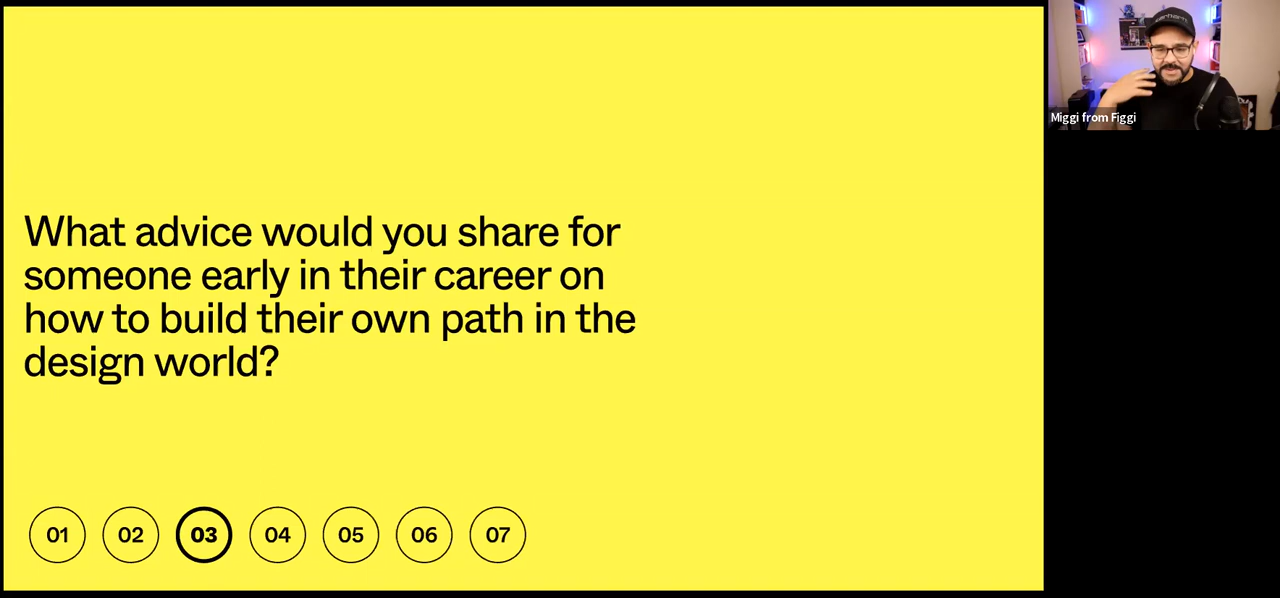 What advice would you share for
someone early in their career on
how to build their own path in the
design world?
01 02 03 04 05 06 07
carhartt
Miggi from Figgi